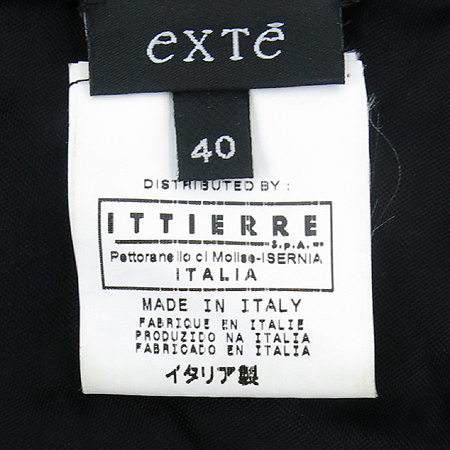 exTē
40
DISTRIBUTED BY :
ITTIERRE
S.p.A.
Pettoranello di Molise-ISERNIA
ITALIA
MADE IN ITALY
FABRIQUE EN ITALIE
PRODUZIDO NA ITALIA
FABRICADO EN ITALIA
イタリア製